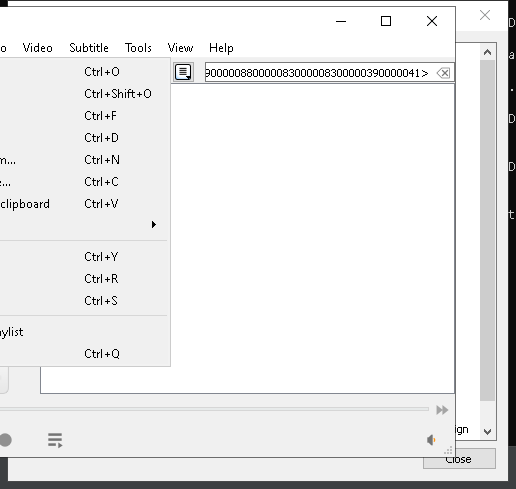 o Video Subtitle Tools View Help
Ctrl+O
90000088000008300000830000039000041>
Ctrl+Shift+O
Ctrl+F
Ctrl+D
m... Ctrl+N
e... Ctrl+C
clipboard Ctrl+V
Ctrl+Y
Ctrl+R
Ctrl+S
ylist
Ctrl+Q
gn
Close
D
a
.
D
D
t